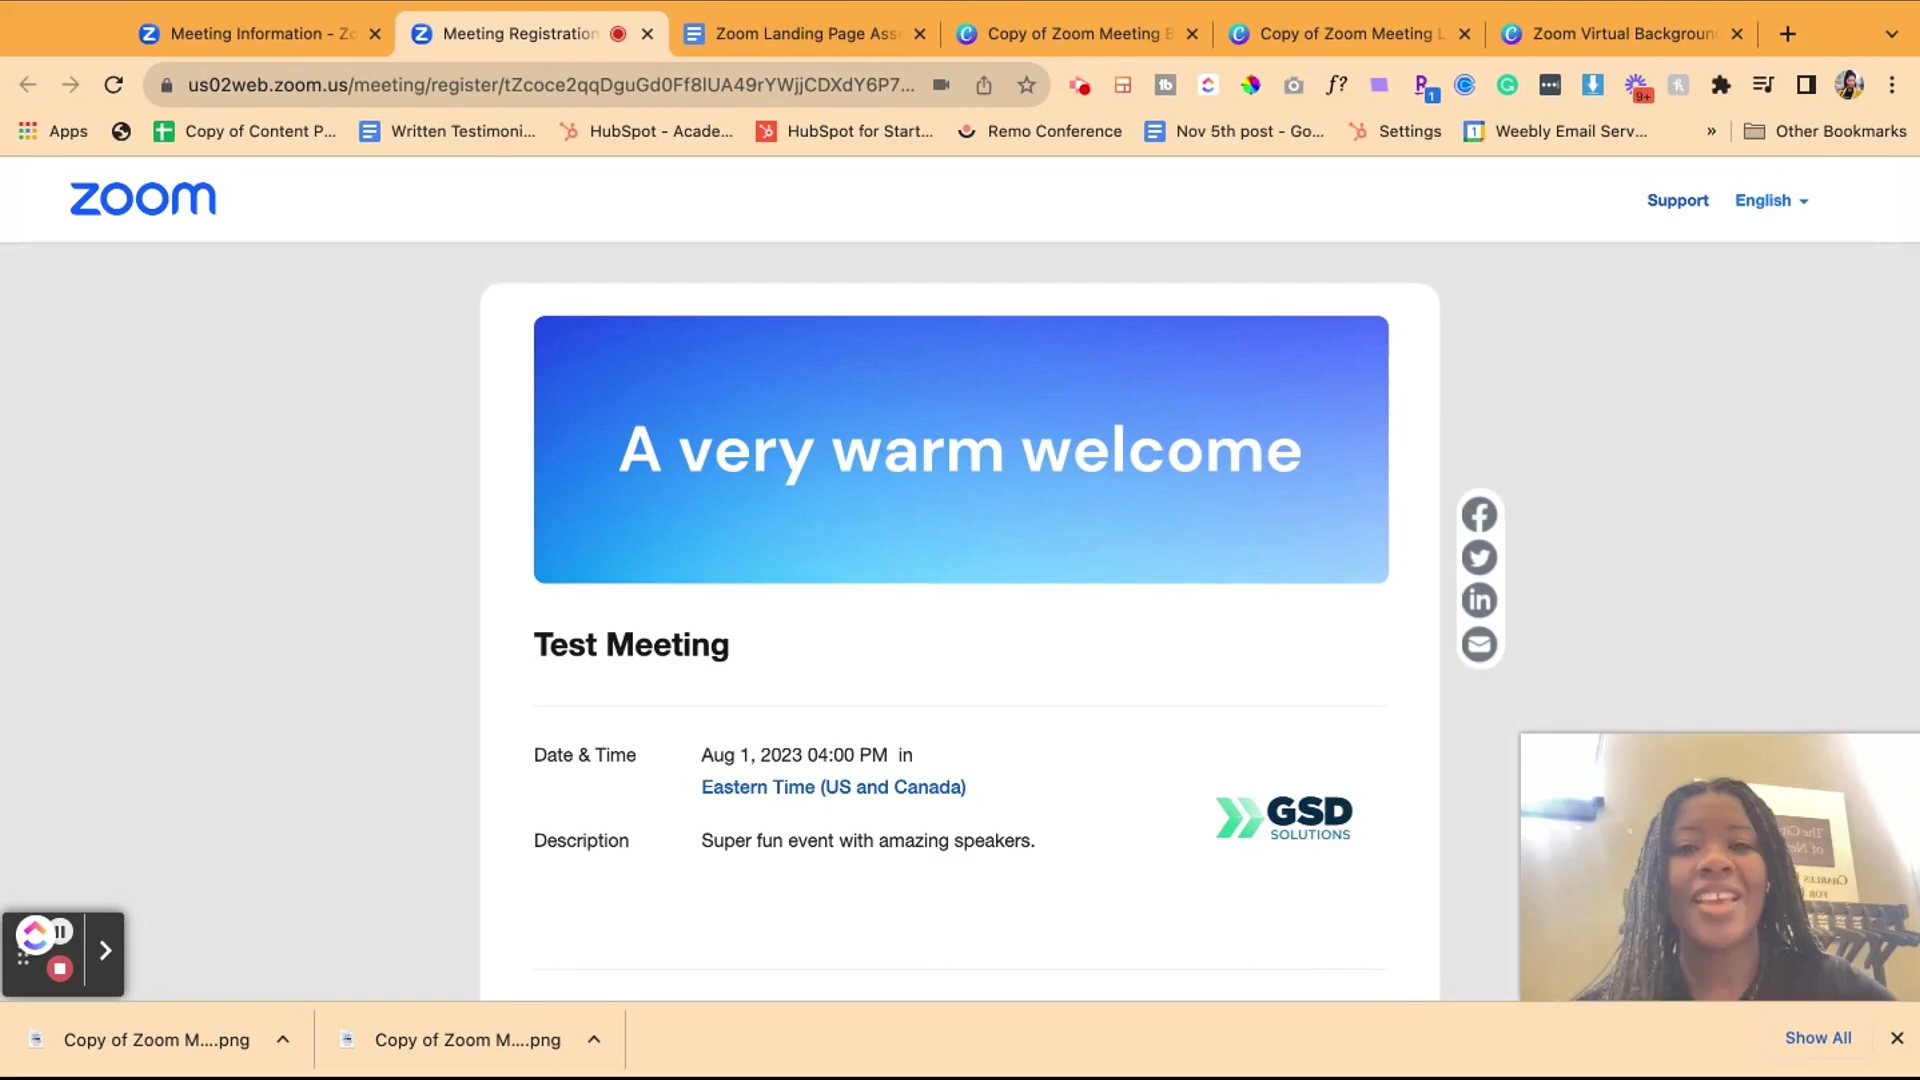 Meeting Information - Zo
Meeting Registration
Zoom Landing Page Ass
Copy of Zoom Meeting B
Copy of Zoom Meeting L
Zoom Virtual Backgroun
us02web.zoom.us/meeting/register/tZcoce2qqDguGd0Ff8lUA49rYWjjCDXdY6P7...
1
9+
Apps
Copy of Content P...
Written Testimoni...
HubSpot - Acade...
HubSpot for Start...
Remo Conference
Nov 5th post - Go...
Settings
Weebly Email Serv...
»
Other Bookmarks
zoom
Support
English
A very warm welcome
Test Meeting
Date & Time
Aug 1, 2023 04:00 PM in
Eastern Time (US and Canada)
GSD
SOLUTIONS
Description
Super fun event with amazing speakers.
Copy of Zoom M....png
Copy of Zoom M....png
Show All